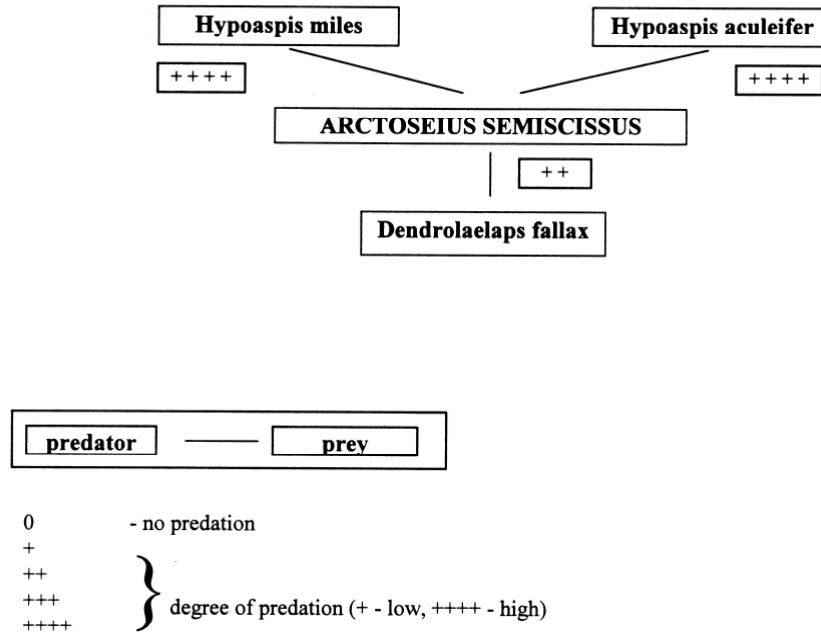 Hypoaspis miles
Hypoaspis aculeifer
++++
++++
ARCTOSEIUS SEMISCISSUS
++
Dendrolaelaps fallax
predator prey
0 - no predation
+
++
+++
degree of predation (+ - low, ++++ - high)
++++